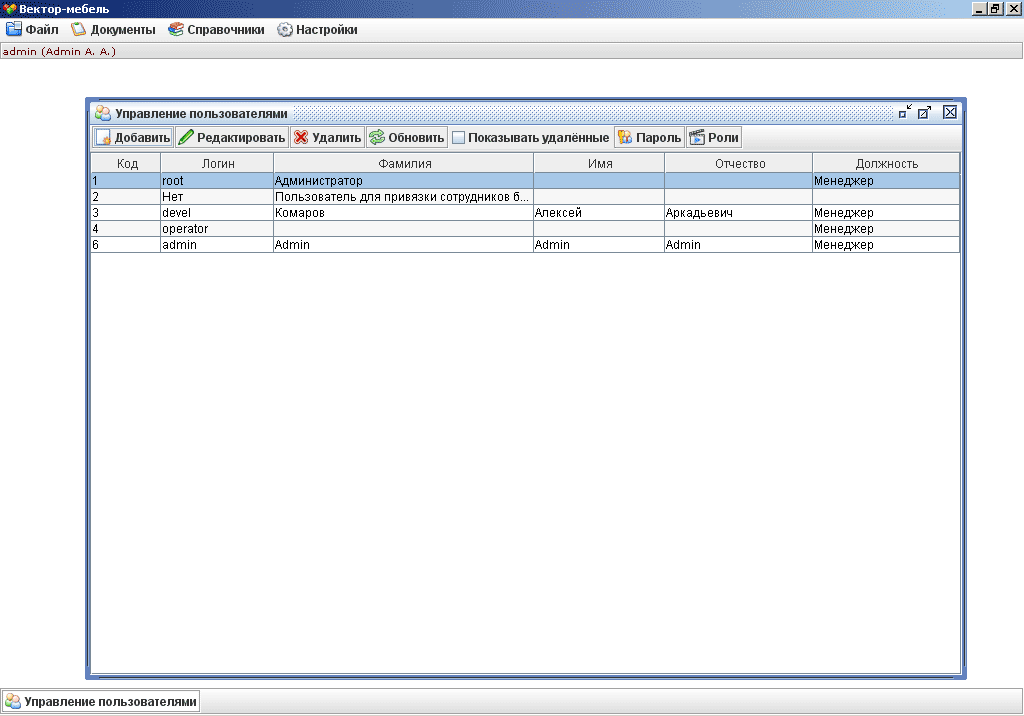 Вектор-мебель
Файл Документы Справочники Настройки
admin (Admin A. A.)
Управление пользователями
Добавить Редактировать Удалить Обновить Показывать удалённые Пароль Роли
Код Логин Фамилия Имя Отчество Должность
1 root Администратор Менеджер
2 Нет Пользователь для привязки сотрудников б...
3 devel Комаров Алексей Аркадьевич Менеджер
4 operator Менеджер
6 admin Admin Admin Admin Менеджер
Управление пользователями